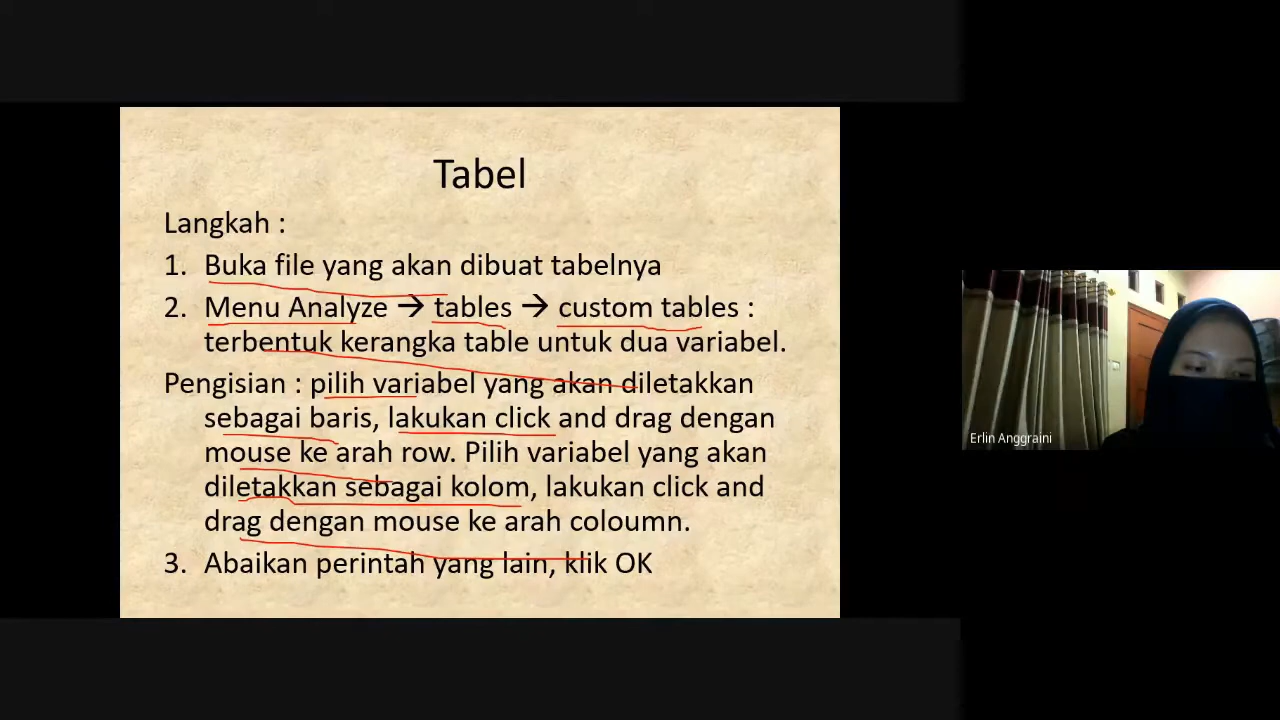 Tabel
Langkah :
1. Buka file yang akan dibuat tabelnya
2. Menu Analyze → tables → custom tables :
terbentuk kerangka table untuk dua variabel.
Pengisian : pilih variabel yang akan diletakkan
sebagai baris, lakukan click and drag dengan
mouse ke arah row. Pilih variabel yang akan
diletakkan sebagai kolom, lakukan click and
drag dengan mouse ke arah coloumn.
3. Abaikan perintah yang lain, klik OK
Erlin Anggraini